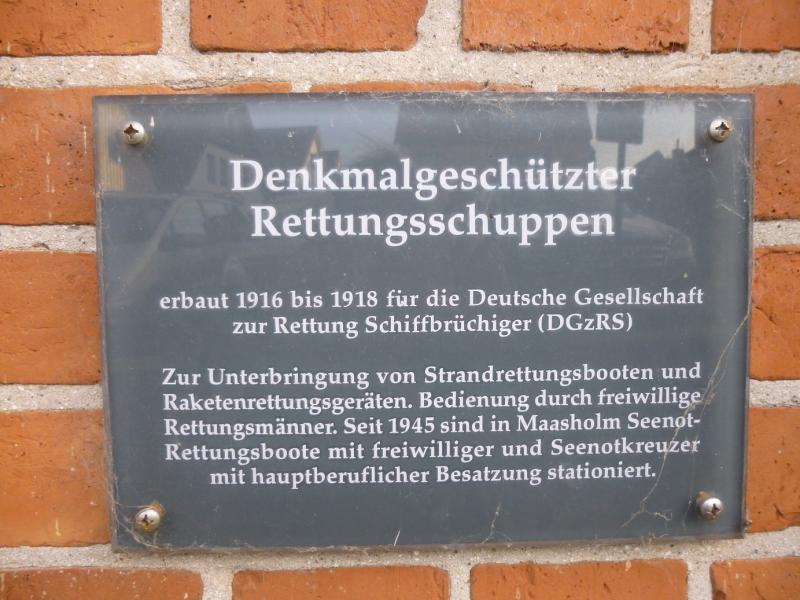 Denkmalgeschützter
Rettungsschuppen
erbaut 1916 bis 1918 für die Deutsche Gesellschaft
zur Rettung Schiffbrüchiger (DGzRS)
Zur Unterbringung von Strandrettungsbooten und
Raketenrettungsgeräten. Bedienung durch freiwillige
Rettungsmänner. Seit 1945 sind in Maasholm Seenot-
Rettungsboote mit freiwilliger und Seenotkreuzer
mit hauptberuflicher Besatzung stationiert.